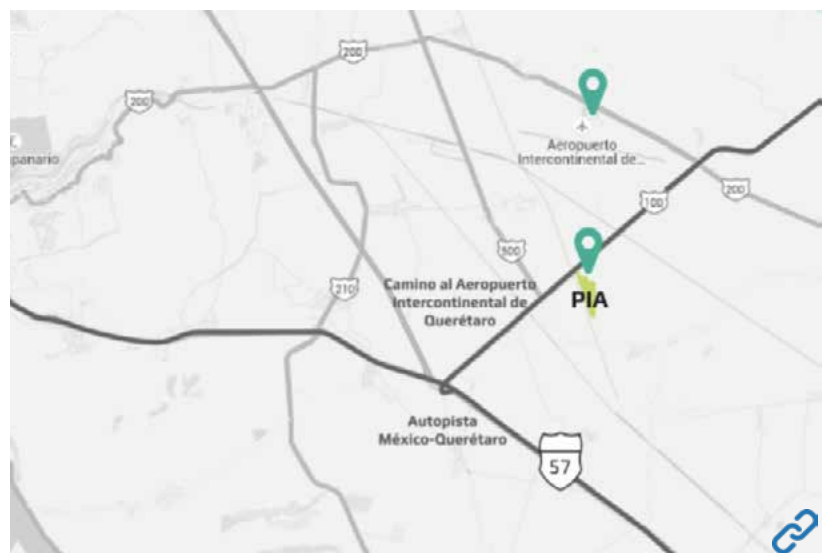 200
200
panario
Aeropuerto
Intercontinental de...
200
100
500
210
Camino al Aeropuerto
Intercontinental de
Querétaro
PIA
Autopista
México-Querétaro
57